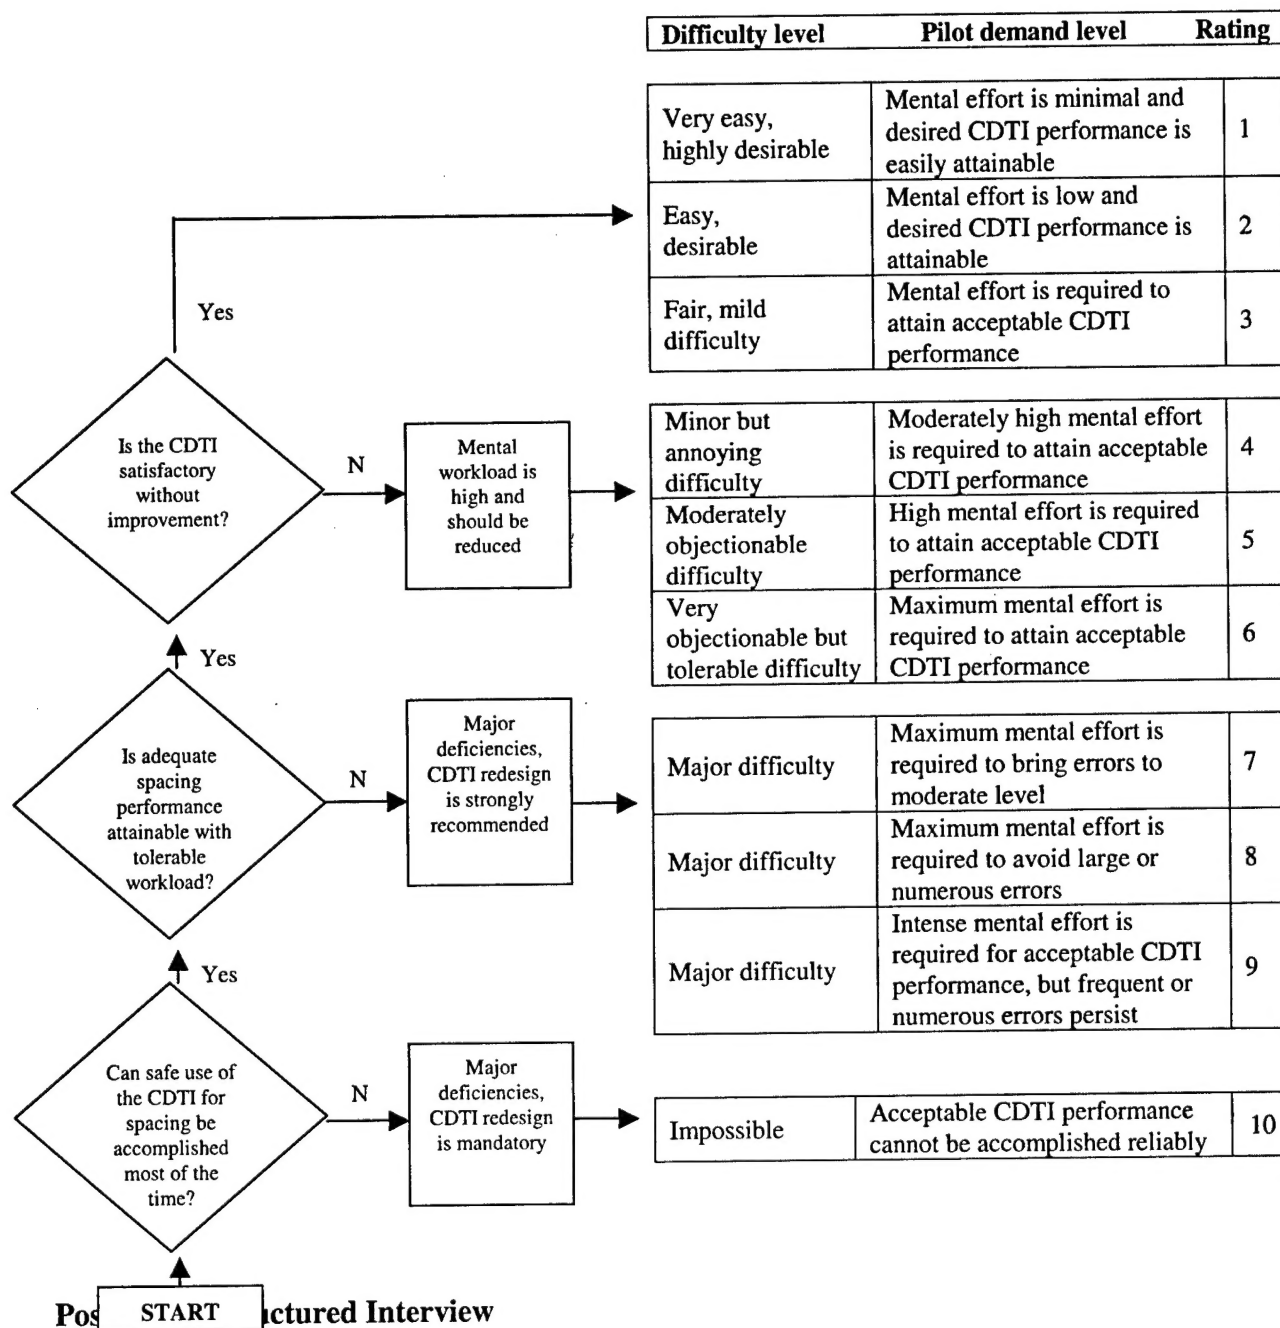 Difficulty level Pilot demand level Rating
Very easy,
highly desirable
Mental effort is minimal and
desired CDTI performance is
easily attainable
1
Easy,
desirable
Mental effort is low and
desired CDTI performance is
attainable
2
Fair, mild
difficulty
Mental effort is required to
attain acceptable CDTI
performance
3
Yes
Is the CDTI
satisfactory
without
improvement?
N
Mental
workload is
high and
should be
reduced
Minor but
annoying
difficulty
Moderately high mental effort
is required to attain acceptable
CDTI performance
4
Moderately
objectionable
difficulty
High mental effort is required
to attain acceptable CDTI
performance
5
Very
objectionable but
tolerable difficulty
Maximum mental effort is
required to attain acceptable
CDTI performance
6
Yes
Is adequate
spacing
performance
attainable with
tolerable
workload?
N
Major
deficiencies,
CDTI redesign
is strongly
recommended
Major difficulty
Maximum mental effort is
required to bring errors to
moderate level
7
Major difficulty
Maximum mental effort is
required to avoid large or
numerous errors
8
Major difficulty
Intense mental effort is
required for acceptable CDTI
performance, but frequent or
numerous errors persist
9
Yes
Can safe use of
the CDTI for
spacing be
accomplished
most of the
time?
N
Major
deficiencies,
CDTI redesign
is mandatory
Impossible
Acceptable CDTI performance
cannot be accomplished reliably
10
START
Interview